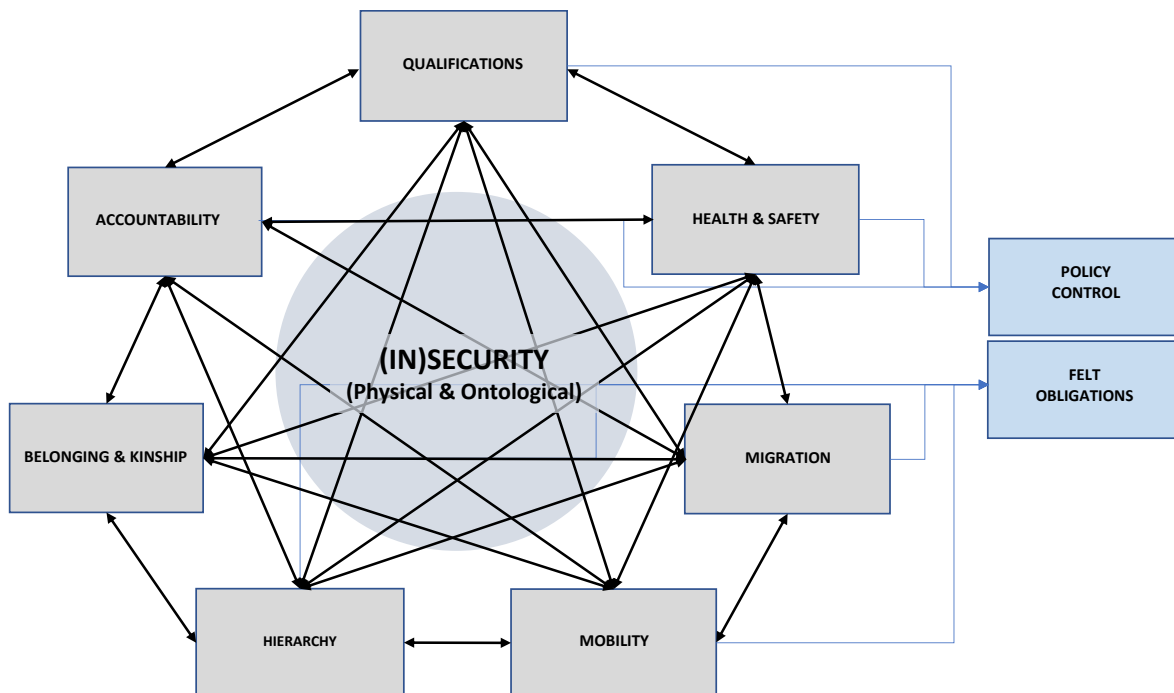 QUALIFICATIONS
ACCOUNTABILITY
HEALTH & SAFETY
POLICY
CONTROL
(IN)SECURITY
(Physical & Ontological)
FELT
OBLIGATIONS
BELONGING & KINSHIP
MIGRATION
HIERARCHY
MOBILITY